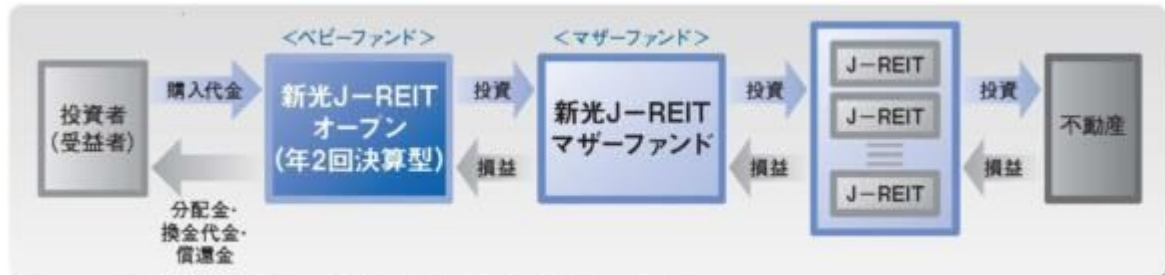 <ベビーファンド>
<マザーファンド>
投資者
(受益者)
購入代金
分配金・
換金代金・
償還金
新光J-REIT
オープン
(年2回決算型)
投資
損益
新光J-REIT
マザーファンド
投資
損益
J-REIT
J-REIT
J-REIT
投資
損益
不動産